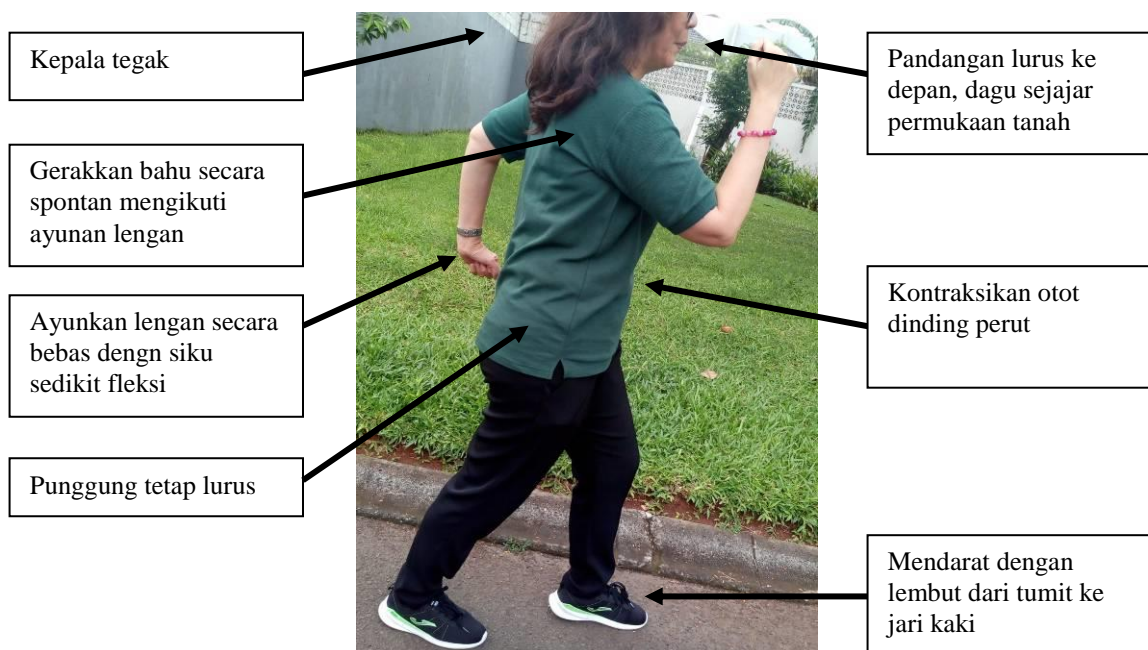 Kepala tegak
Gerakkan bahu secara
spontan mengikuti
ayunan lengan
Ayunkan lengan secara
bebas dengn siku
sedikit fleksi
Punggung tetap lurus
Pandangan lurus ke
depan, dagu sejajar
permukaan tanah
Kontraksikan otot
dinding perut
Mendarat dengan
lembut dari tumit ke
jari kaki